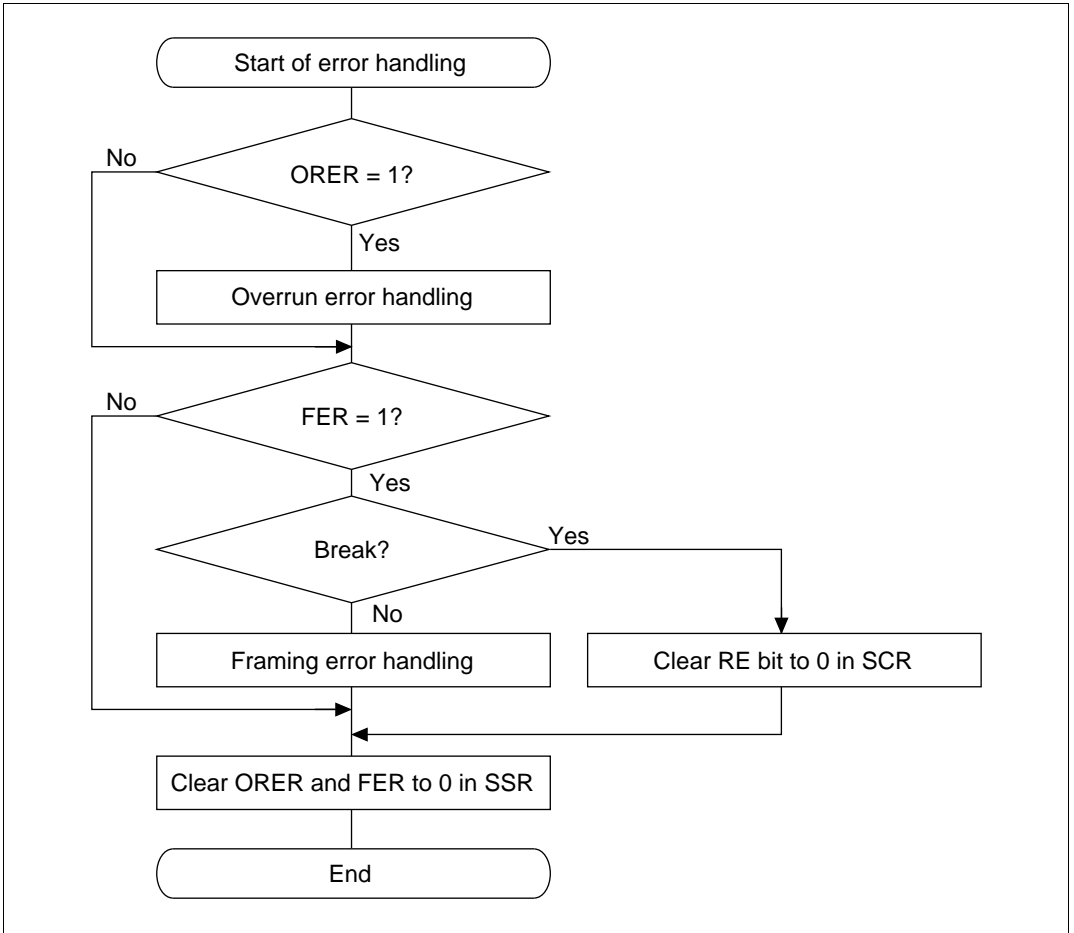 Start of error handling
No
ORER = 1?
Yes
Overrun error handling
No
FER = 1?
Yes
Break?
Yes
No
Framing error handling
Clear RE bit to 0 in SCR
Clear ORER and FER to 0 in SSR
End